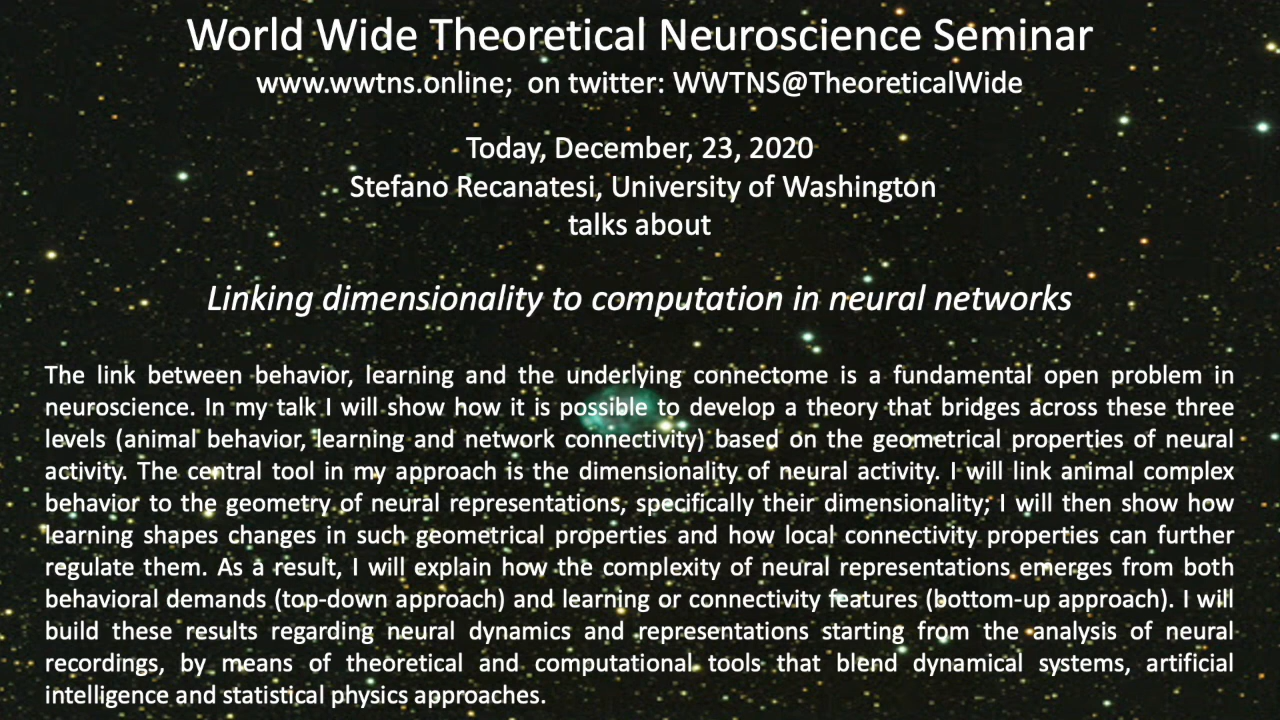 World Wide Theoretical Neuroscience Seminar
www.wwtns.online;  on twitter: WWTNS@TheoreticalWide
Today, December, 23, 2020
Stefano Recanatesi, University of Washington
talks about
Linking dimensionality to computation in neural networks
The link between behavior, learning and the underlying connectome is a fundamental open problem in
neuroscience. In my talk I will show how it is possible to develop a theory that bridges across these three
levels (animal behavior, learning and network connectivity) based on the geometrical properties of neural
activity. The central tool in my approach is the dimensionality of neural activity. I will link animal complex
behavior to the geometry of neural representations, specifically their dimensionality; I will then show how
learning shapes changes in such geometrical properties and how local connectivity properties can further
regulate them. As a result, I will explain how the complexity of neural representations emerges from both
behavioral demands (top-down approach) and learning or connectivity features (bottom-up approach). I will
build these results regarding neural dynamics and representations starting from the analysis of neural
recordings, by means of theoretical and computational tools that blend dynamical systems, artificial
intelligence and statistical physics approaches.